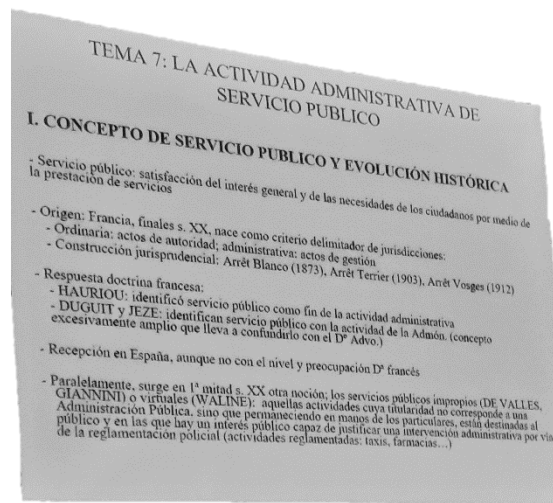 TEMA 7: LA ACTIVIDAD ADMINISTRATIVA DE
SERVICIO PUBLICO
I. CONCEPTO DE SERVICIO PUBLICO Y EVOLUCIÓN HISTÓRICA
- Servicio público: satisfacción del interés general y de las necesidades de los ciudadanos por medio de
la prestación de servicios
- Origen: Francia, finales s. XX, nace como criterio delimitador de jurisdicciones:
- Ordinaria: actos de autoridad; administrativa: actos de gestión
- Construcción jurisprudencial: Arrêt Blanco (1873), Arrêt Terrier (1903), Arrêt Vosges (1912)
- Respuesta doctrina francesa:
- HAURIOU: identificó servicio público como fin de la actividad administrativa
- DUGUIT y JEZE: identifican servicio público con la actividad de la Admón. (concepto
excesivamente amplio que lleva a confundirlo con el Dº Advo.)
- Recepción en España, aunque no con el nivel y preocupación Dº francés
- Paralelamente, surge en 1ª mitad s. XX otra noción; los servicios públicos impropios (DE VALLES,
GIANNINI) o virtuales (WALINE): aquellas actividades cuya titularidad no corresponde a una
Administración Pública, sino que permaneciendo en manos de los particulares, están destinadas al
público y en las que hay un interés público capaz de justificar una intervención administrativa por vía
de la reglamentación policial (actividades reglamentadas: taxis, farmacias...)